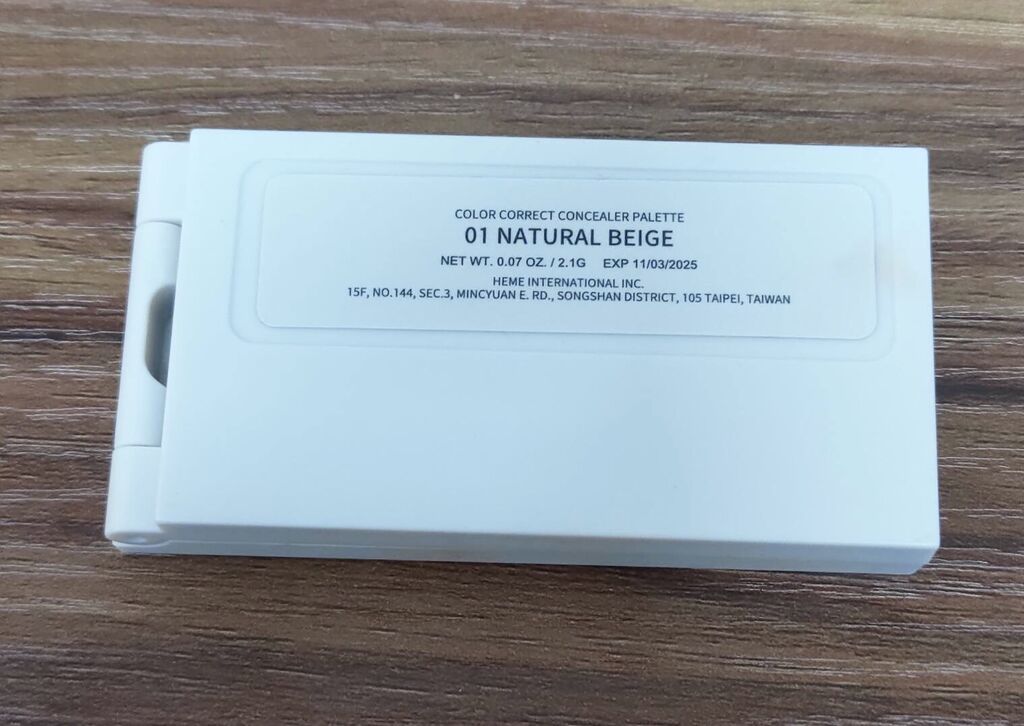 COLOR CORRECT CONCEALER PALETTE
01 NATURAL BEIGE
NET WT. 0.07 OZ. / 2.1G EXP 11/03/2025
HEME INTERNATIONAL INC.
15F, NO.144, SEC.3, MINCYUAN E. RD., SONGSHAN DISTRICT, 105 TAIPEI, TAIWAN